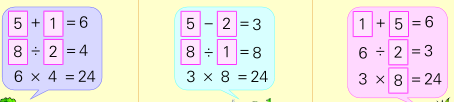 5 + 1 = 6
8 ÷ 2 = 4
6 × 4 = 24
5 − 2 = 3
8 ÷ 1 = 8
3 × 8 = 24
1 + 5 = 6
6 ÷ 2 = 3
3 × 8 = 24